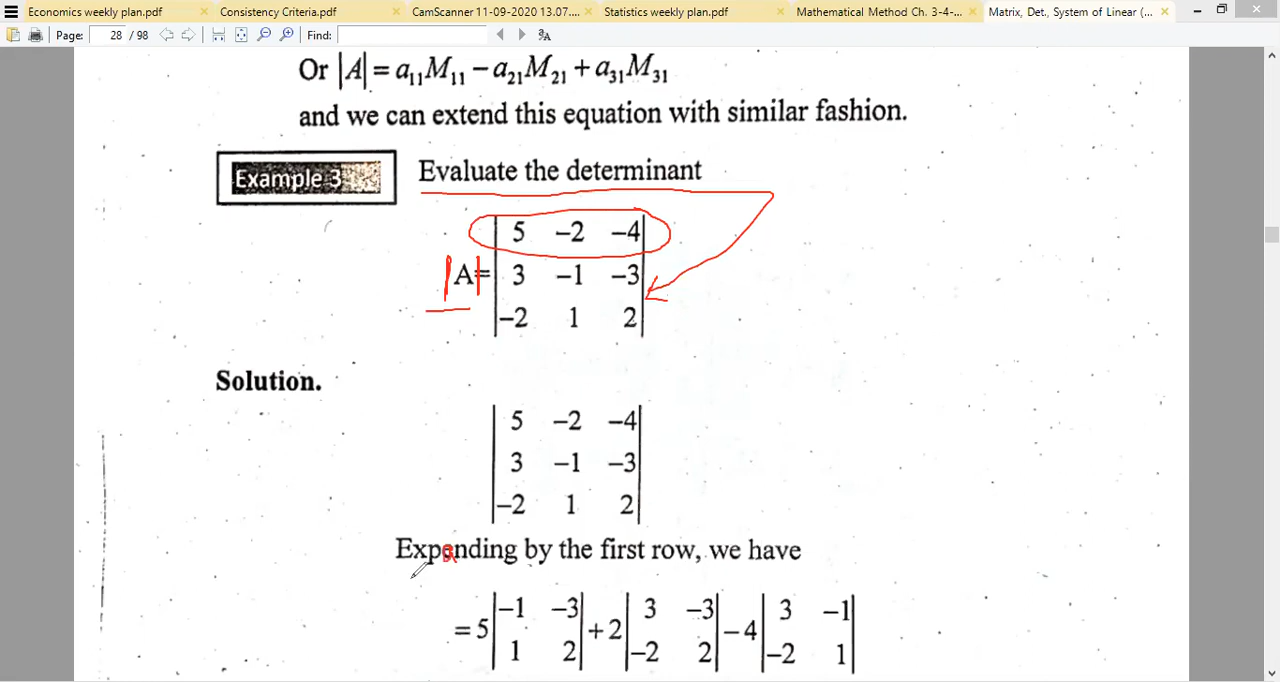 Economics weekly plan.pdf × Consistency Criteria.pdf × CamScanner 11-09-2020 13.07.... × Statistics weekly plan.pdf × Mathematical Method Ch. 3-4-... × Matrix, Det., System of Linear (... ×
Page: 28 / 98 Find:
Or |A| = a₁₁M₁₁ − a₂₁M₂₁ + a₃₁M₃₁
and we can extend this equation with similar fashion.
Example 3 Evaluate the determinant
5 −2 −4
|A|= 3 −1 −3
−2 1 2
Solution.
5 −2 −4
3 −1 −3
−2 1 2
Expanding by the first row, we have
−1 −3 3 −3 3 −1
= 5 +2 − 4
1 2 −2 2 −2 1